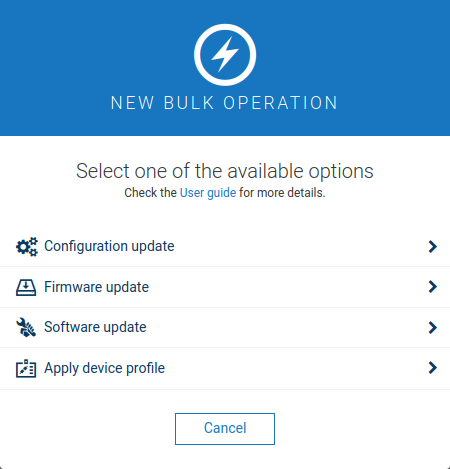 NEW BULK OPERATION
Select one of the available options
Check the User guide for more details.
Configuration update
Firmware update
Software update
Apply device profile
Cancel